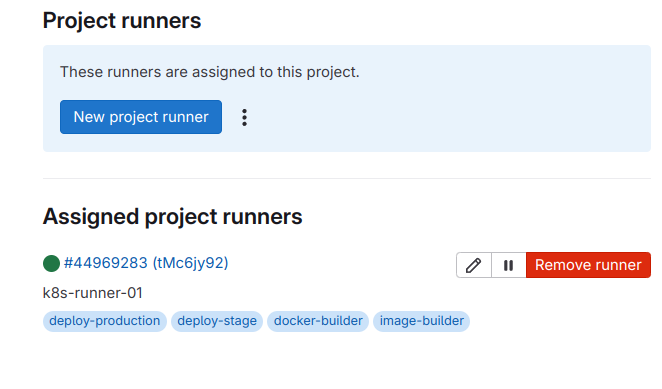 Project runners
These runners are assigned to this project.
New project runner
Assigned project runners
#44969283 (tMc6jy92)
Remove runner
k8s-runner-01
deploy-production deploy-stage docker-builder image-builder